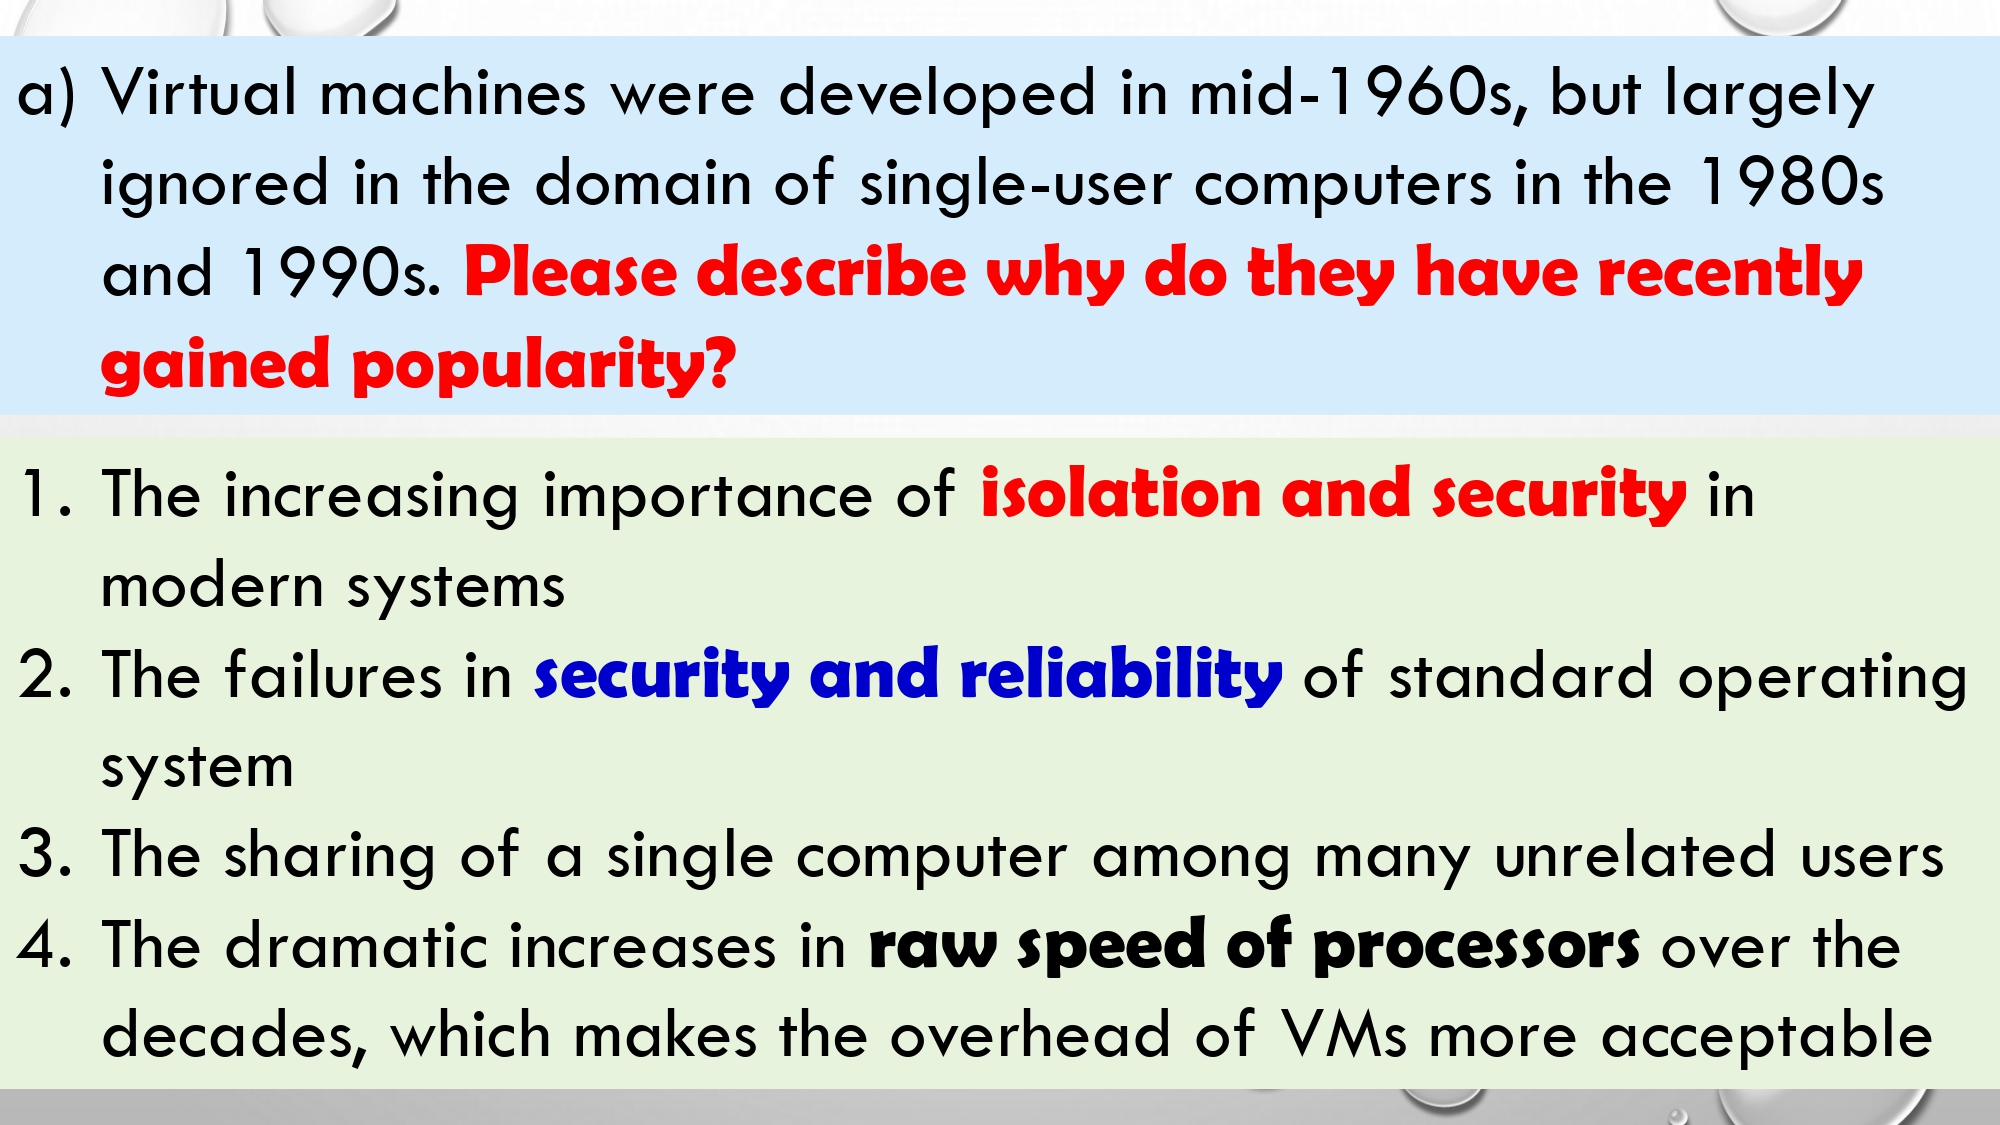 a) Virtual machines were developed in mid-1960s, but largely
ignored in the domain of single-user computers in the 1980s
and 1990s. Please describe why do they have recently
gained popularity?
1. The increasing importance of isolation and security in
modern systems
2. The failures in security and reliability of standard operating
system
3. The sharing of a single computer among many unrelated users
4. The dramatic increases in raw speed of processors over the
decades, which makes the overhead of VMs more acceptable